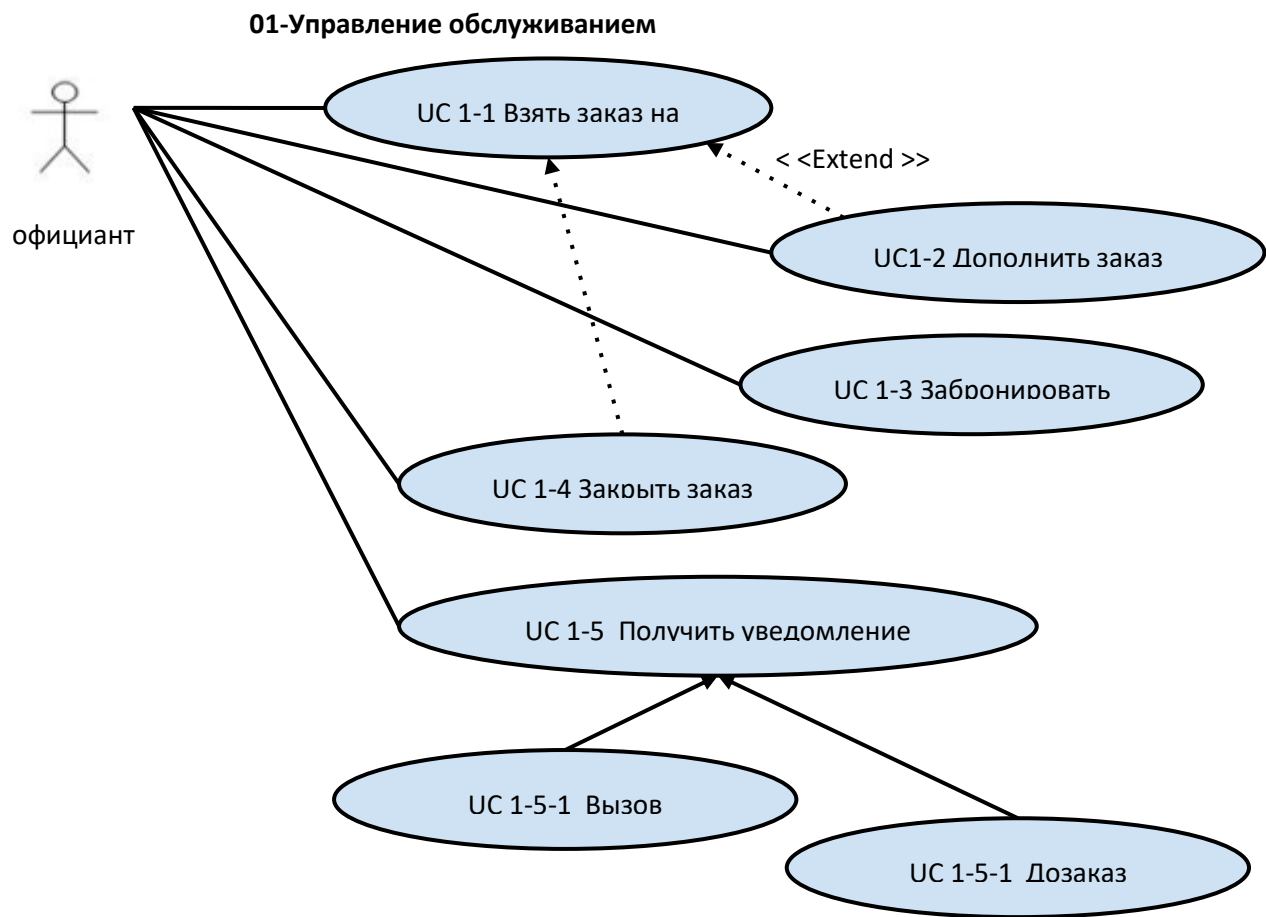 01-Управление обслуживанием
UC 1-1 Взять заказ на
< <Extend >>
официант
UC1-2 Дополнить заказ
UC 1-3 Забронировать
UC 1-4 Закрыть заказ
UC 1-5 Получить уведомление
UC 1-5-1 Вызов
UC 1-5-1 Дозаказ